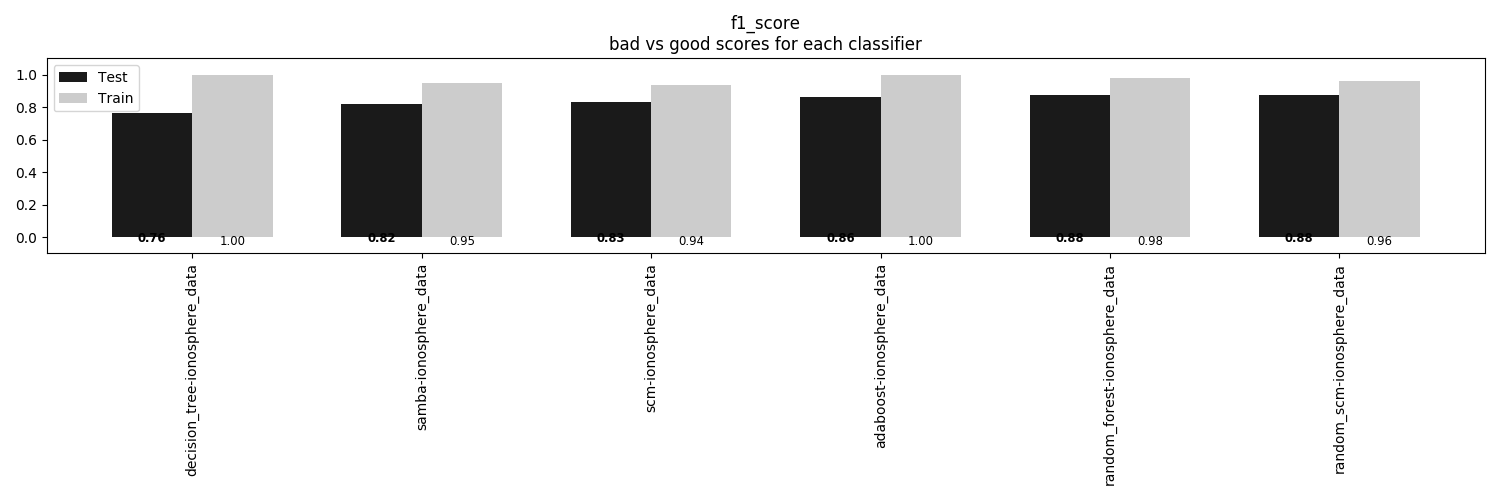 f1_score
bad vs good scores for each classifier
Test
Train
1.0
0.8
0.6
0.4
0.2
0.0
0.76 1.00 0.82 0.95 0.83 0.94 0.86 1.00 0.88 0.98 0.88 0.96
decision_tree-ionosphere_data
samba-ionosphere_data
scm-ionosphere_data
adaboost-ionosphere_data
random_forest-ionosphere_data
random_scm-ionosphere_data